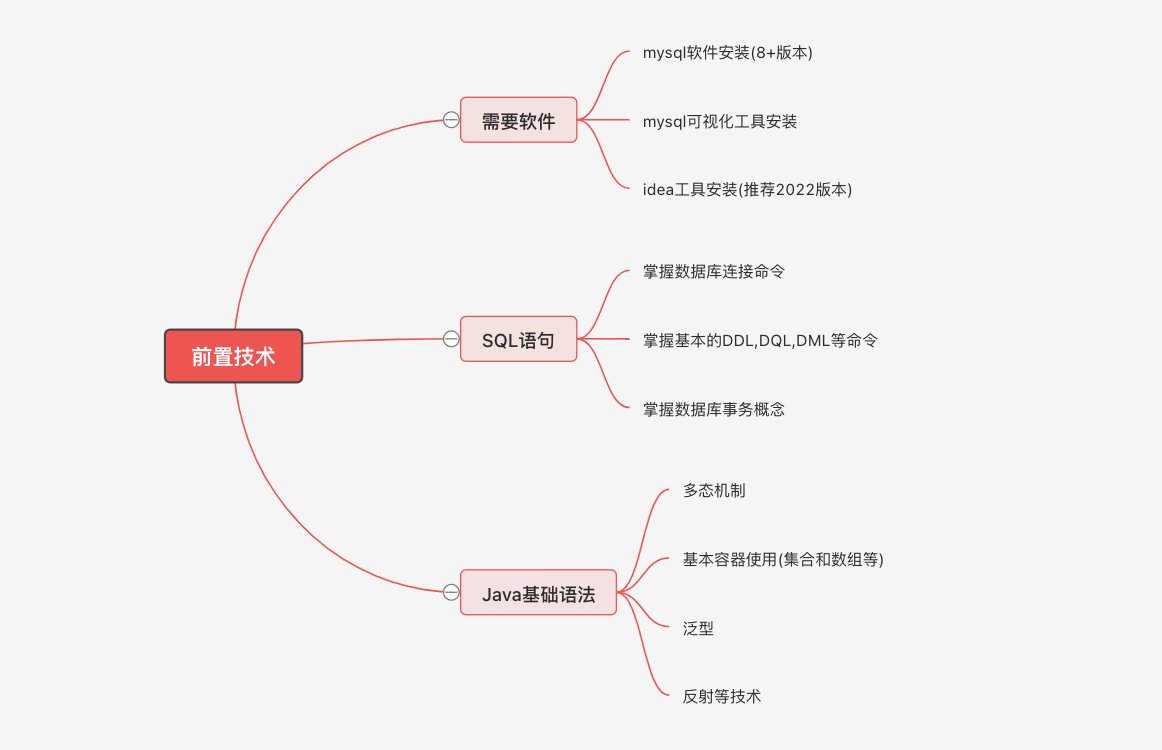 前置技术
需要软件
mysql软件安装(8+版本)
mysql可视化工具安装
idea工具安装(推荐2022版本)
SQL语句
掌握数据库连接命令
掌握基本的DDL,DQL,DML等命令
掌握数据库事务概念
Java基础语法
多态机制
基本容器使用(集合和数组等)
泛型
反射等技术